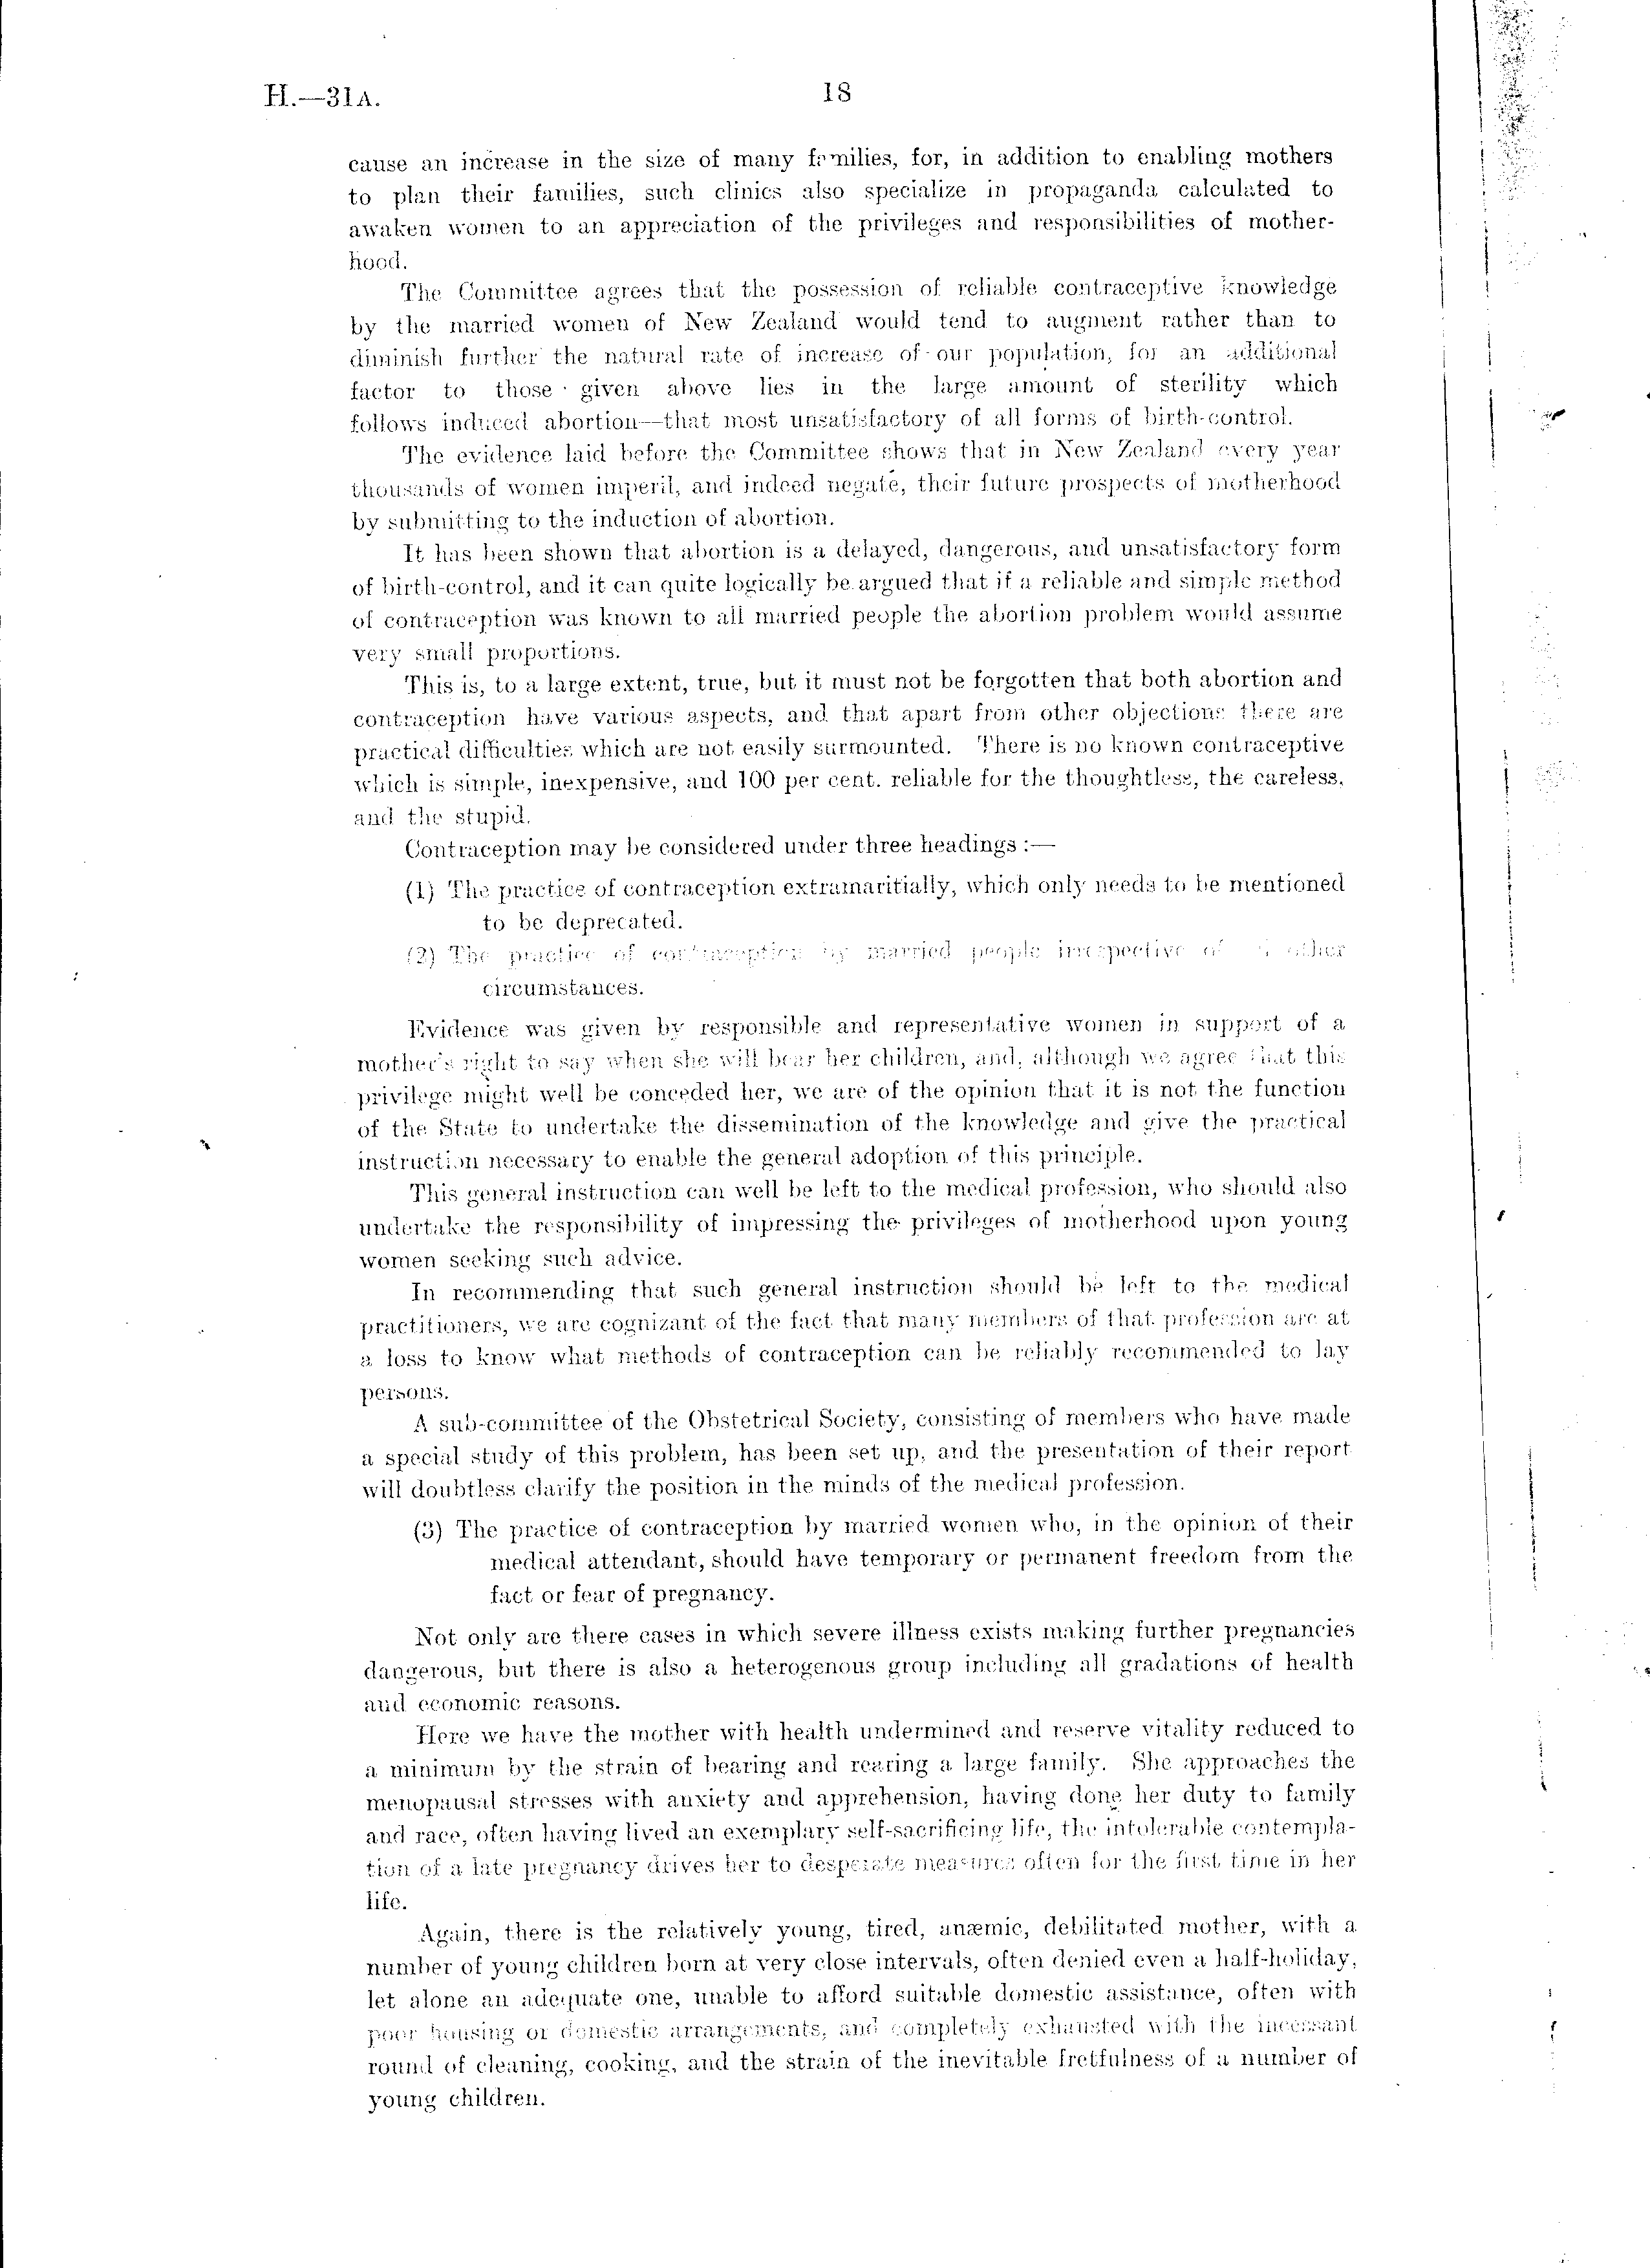 H.—31A.
18
cause an increase in the size of many families, for, in addition to enabling mothers
to plan their families, such clinics also specialize in propaganda calculated to
awaken women to an appreciation of the privileges and responsibilities of mother-
hood.
The Committee agrees that the possession of reliable contraceptive knowledge
by the married women of New Zealand would tend to augment rather than to
diminish further the natural rate of increase of our population, for an additional
factor to those given above lies in the large amount of sterility which
follows induced abortion—that most unsatisfactory of all forms of birth-control.
The evidence laid before the Committee shows that in New Zealand every year
thousands of women imperil, and indeed negate, their future prospects of motherhood
by submitting to the induction of abortion.
It has been shown that abortion is a delayed, dangerous, and unsatisfactory form
of birth-control, and it can quite logically be argued that if a reliable and simple method
of contraception was known to all married people the abortion problem would assume
very small proportions.
This is, to a large extent, true, but it must not be forgotten that both abortion and
contraception have various aspects, and that apart from other objections there are
practical difficulties which are not easily surmounted. There is no known contraceptive
which is simple, inexpensive, and 100 per cent. reliable for the thoughtless, the careless,
and the stupid.
Contraception may be considered under three headings :—
(1) The practice of contraception extramaritially, which only needs to be mentioned
to be deprecated.
(2) The practice of contraception by married people irrespective of other
circumstances.
Evidence was given by responsible and representative women in support of a
mother's right to say when she will bear her children, and, although we agree that this
privilege might well be conceded her, we are of the opinion that it is not the function
of the State to undertake the dissemination of the knowledge and give the practical
instruction necessary to enable the general adoption of this principle.
This general instruction can well be left to the medical profession, who should also
undertake the responsibility of impressing the privileges of motherhood upon young
women seeking such advice.
In recommending that such general instruction should be left to the medical
practitioners, we are cognizant of the fact that many members of that profession are at
a loss to know what methods of contraception can be reliably recommended to lay
persons.
A sub-committee of the Obstetrical Society, consisting of members who have made
a special study of this problem, has been set up, and the presentation of their report
will doubtless clarify the position in the minds of the medical profession.
(3) The practice of contraception by married women who, in the opinion of their
medical attendant, should have temporary or permanent freedom from the
fact or fear of pregnancy.
Not only are there cases in which severe illness exists making further pregnancies
dangerous, but there is also a heterogenous group including all gradations of health
and economic reasons.
Here we have the mother with health undermined and reserve vitality reduced to
a minimum by the strain of bearing and rearing a large family. She approaches the
menopausal stresses with anxiety and apprehension, having done her duty to family
and race, often having lived an exemplary self-sacrificing life, the intolerable contempla-
tion of a late pregnancy drives her to desperate measures often for the first time in her
life.
Again, there is the relatively young, tired, anæmic, debilitated mother, with a
number of young children born at very close intervals, often denied even a half-holiday,
let alone an adequate one, unable to afford suitable domestic assistance, often with
poor housing or domestic arrangements, and completely exhausted with the incessant
round of cleaning, cooking, and the strain of the inevitable fretfulness of a number of
young children.